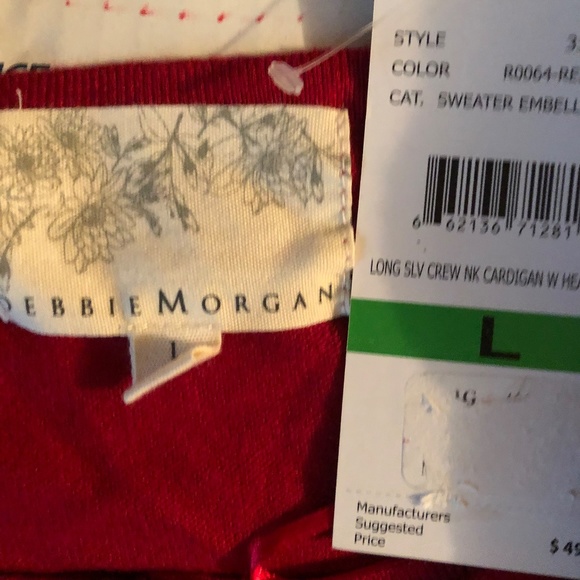 STYLE 3
COLOR R0064-RE
CAT. SWEATER EMBELL
6 62136 71281
LONG SLV CREW NK CARDIGAN W HEA
L
DEBBIE MORGAN
Manufacturers
Suggested
Price
$ 49